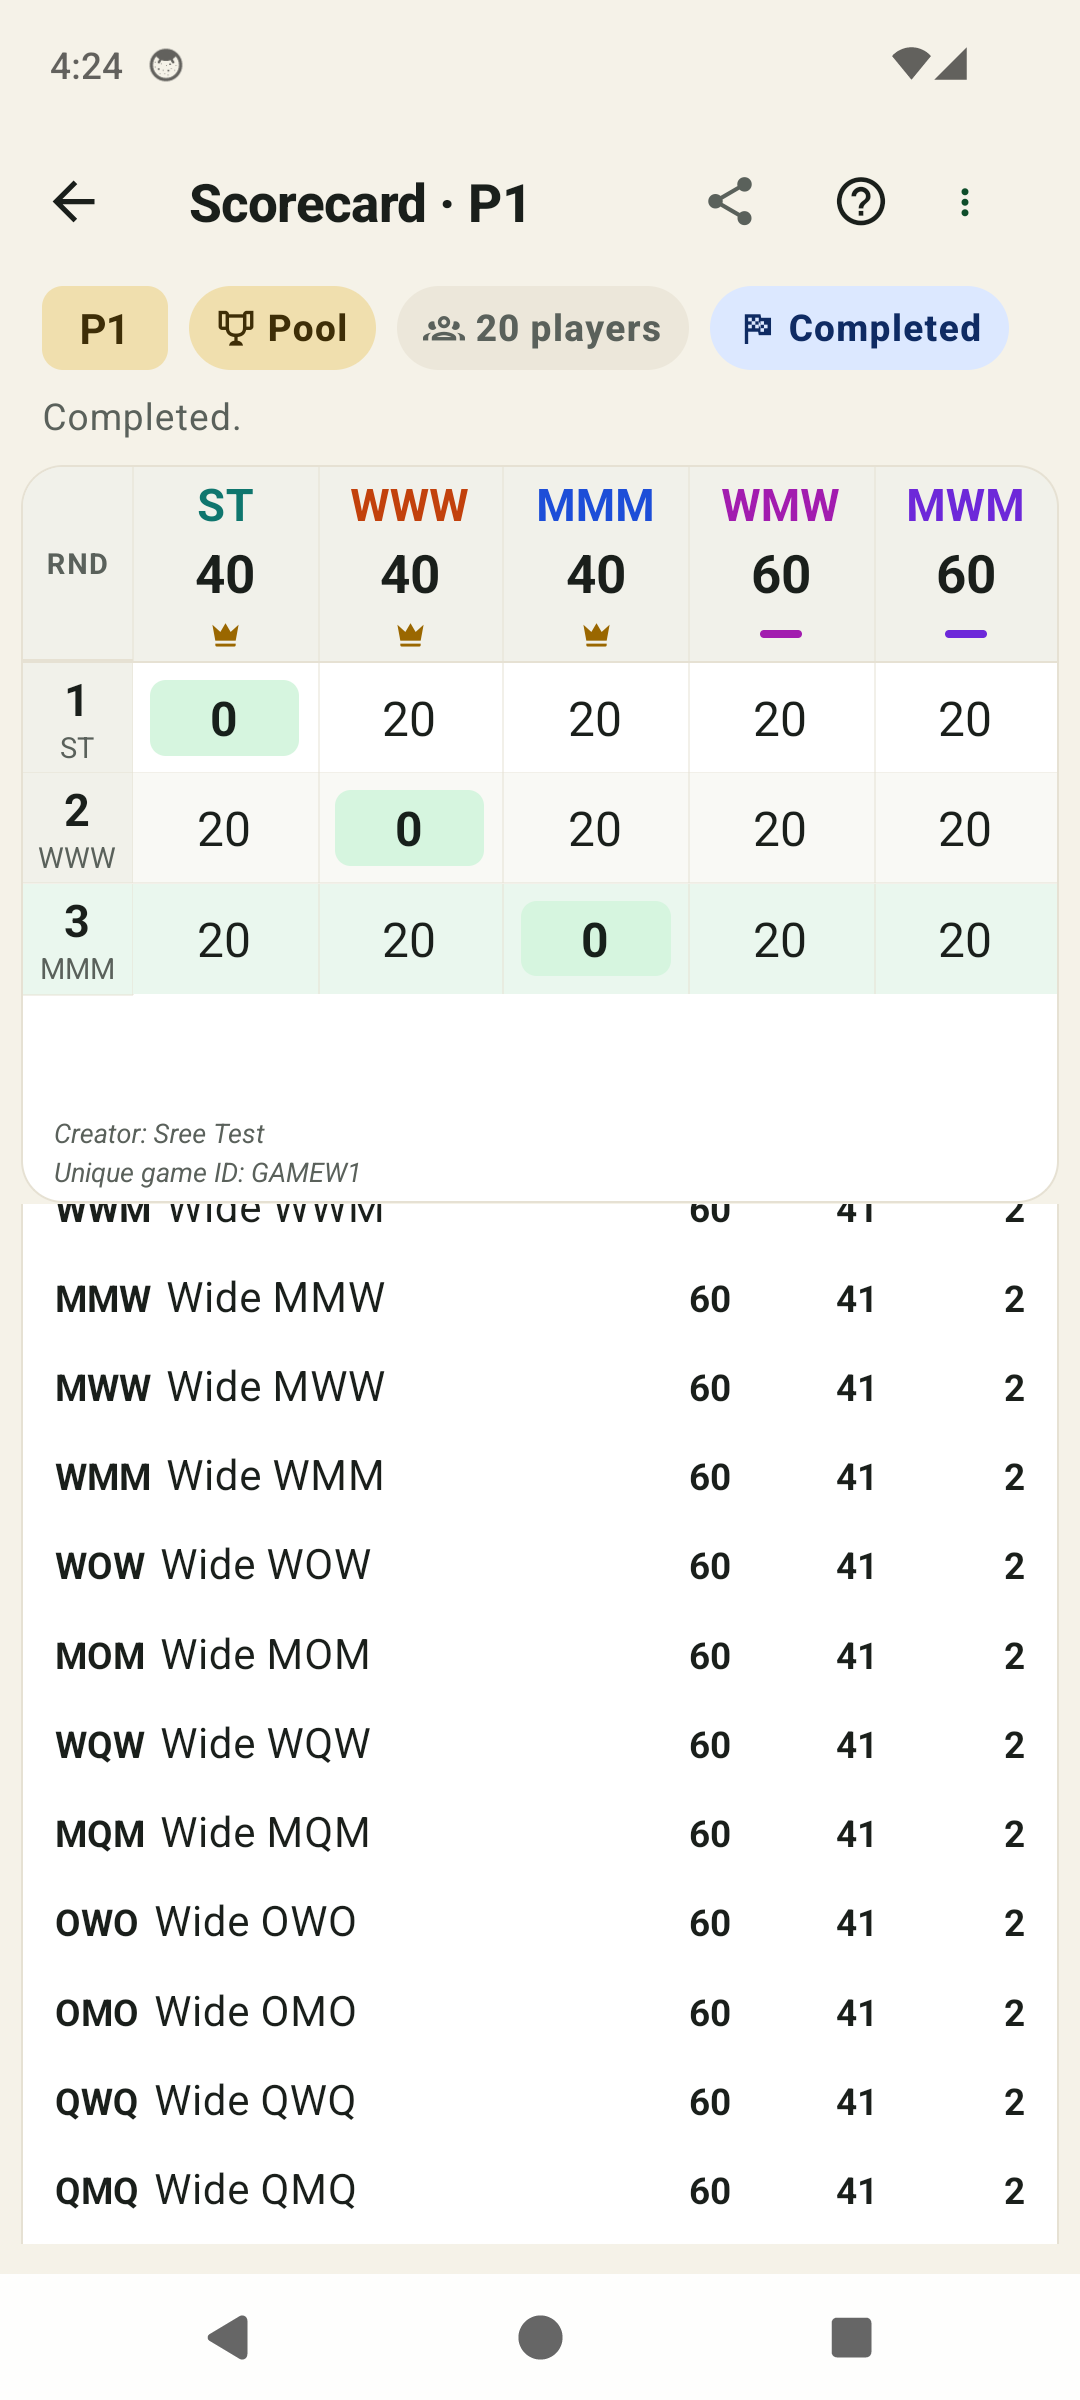 4:24
Scorecard · P1
P1 Pool 20 players Completed
Completed.
RND ST WWW MMM WMW MWM
40 40 40 60 60
1 ST 0 20 20 20 20
2 WWW 20 0 20 20 20
3 MMM 20 20 0 20 20
Creator: Sree Test
Unique game ID: GAMEW1
WWM Wide WWM 60 41 2
MMW Wide MMW 60 41 2
MWW Wide MWW 60 41 2
WMM Wide WMM 60 41 2
WOW Wide WOW 60 41 2
MOM Wide MOM 60 41 2
WQW Wide WQW 60 41 2
MQM Wide MQM 60 41 2
OWO Wide OWO 60 41 2
OMO Wide OMO 60 41 2
QWQ Wide QWQ 60 41 2
QMQ Wide QMQ 60 41 2